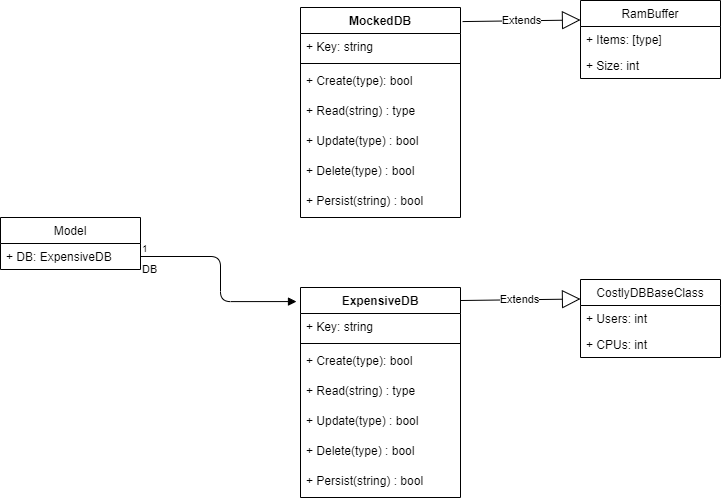 MockedDB
+ Key: string
+ Create(type): bool
+ Read(string) : type
+ Update(type) : bool
+ Delete(type) : bool
+ Persist(string) : bool
Extends
RamBuffer
+ Items: [type]
+ Size: int
Model
+ DB: ExpensiveDB
1
DB
ExpensiveDB
+ Key: string
+ Create(type): bool
+ Read(string) : type
+ Update(type) : bool
+ Delete(type) : bool
+ Persist(string) : bool
Extends
CostlyDBBaseClass
+ Users: int
+ CPUs: int